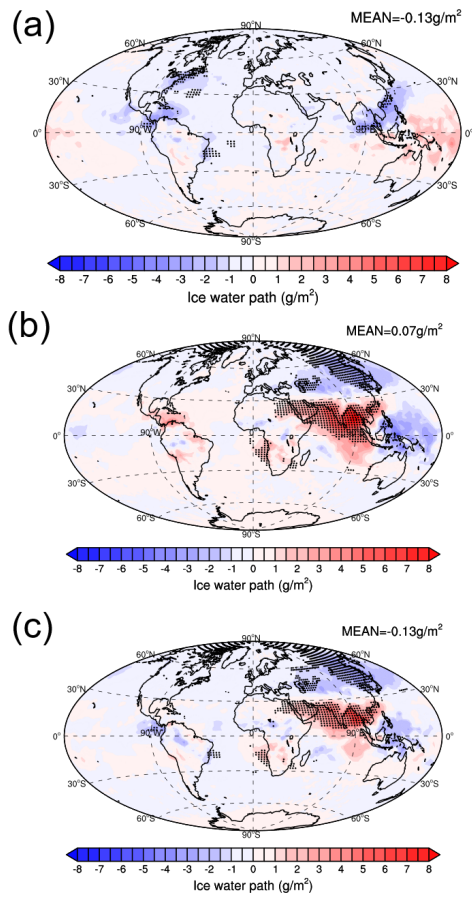 (a)
MEAN=-0.13g/m²
90°N
60°N
60°N
30°N
30°N
0°
90°W
90°E
0°
30°S
30°S
60°S
60°S
90°S
-8 -7 -6 -5 -4 -3 -2 -1 0 1 2 3 4 5 6 7 8
Ice water path (g/m²)
(b)
MEAN=0.07g/m²
90°N
60°N
60°N
30°N
30°N
0°
90°W
0°
30°S
30°S
60°S
60°S
90°S
-8 -7 -6 -5 -4 -3 -2 -1 0 1 2 3 4 5 6 7 8
Ice water path (g/m²)
(c)
MEAN=-0.13g/m²
90°N
60°N
60°N
30°N
30°N
0°
90°W
90°E
0°
30°S
30°S
60°S
60°S
90°S
-8 -7 -6 -5 -4 -3 -2 -1 0 1 2 3 4 5 6 7 8
Ice water path (g/m²)